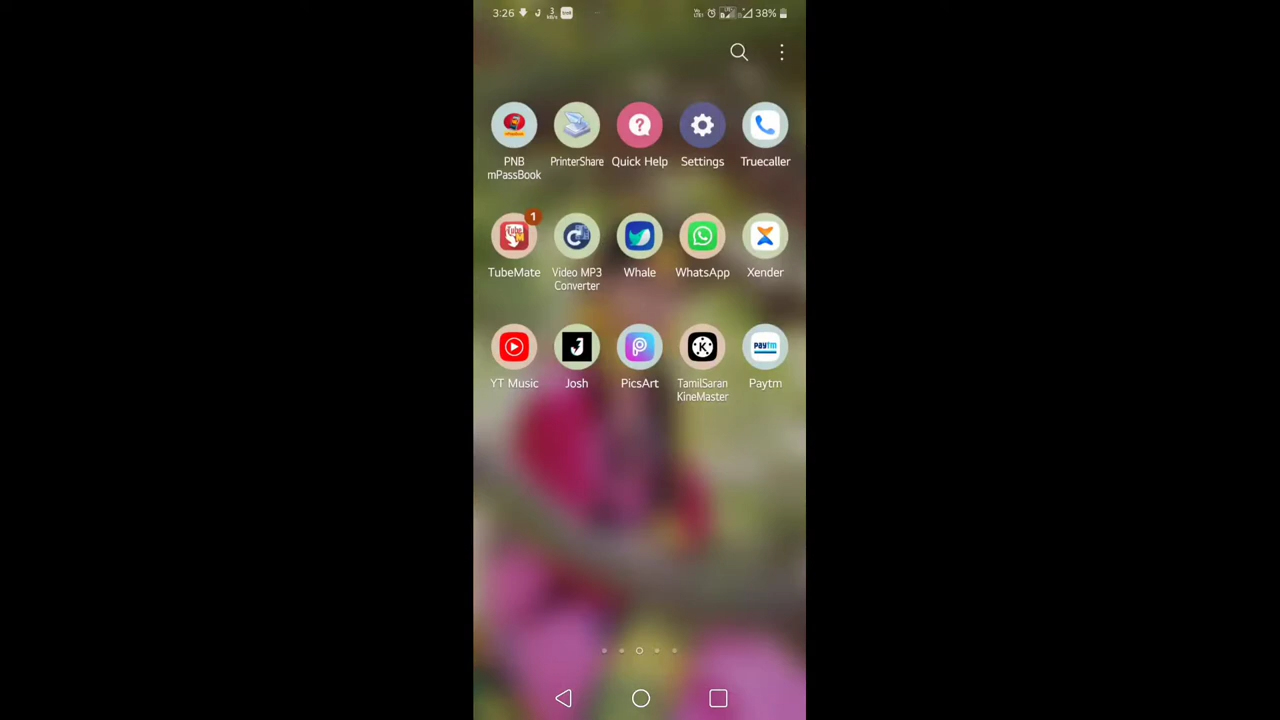 3:26 38%
PNB mPassBook
PrinterShare
Quick Help
Settings
Truecaller
1
TubeMate
Video MP3 Converter
Whale
WhatsApp
Xender
YT Music
Josh
PicsArt
TamilSaran KineMaster
Paytm